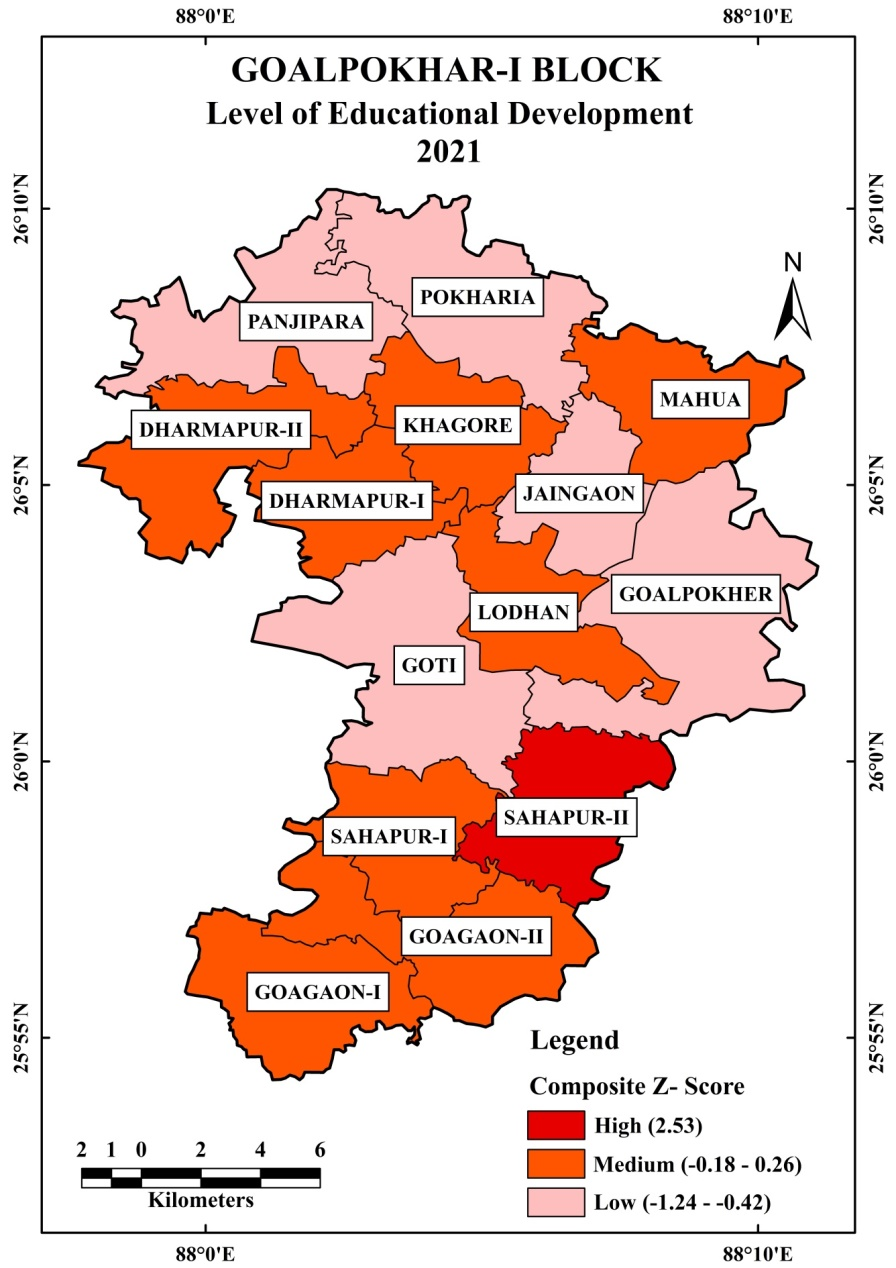 88°0'E 88°10'E
GOALPOKHAR-I BLOCK
Level of Educational Development
2021
26°10'N 26°10'N
N
POKHARIA
PANJIPARA
MAHUA
KHAGORE
DHARMAPUR-II
26°5'N 26°5'N
JAINGAON
DHARMAPUR-I
GOALPOKHER
LODHAN
GOTI
26°0'N 26°0'N
SAHAPUR-II
SAHAPUR-I
GOAGAON-II
GOAGAON-I
25°55'N 25°55'N
Legend
Composite Z- Score
High (2.53)
Medium (-0.18 - 0.26)
Low (-1.24 - -0.42)
2 1 0 2 4 6
Kilometers
88°0'E 88°10'E